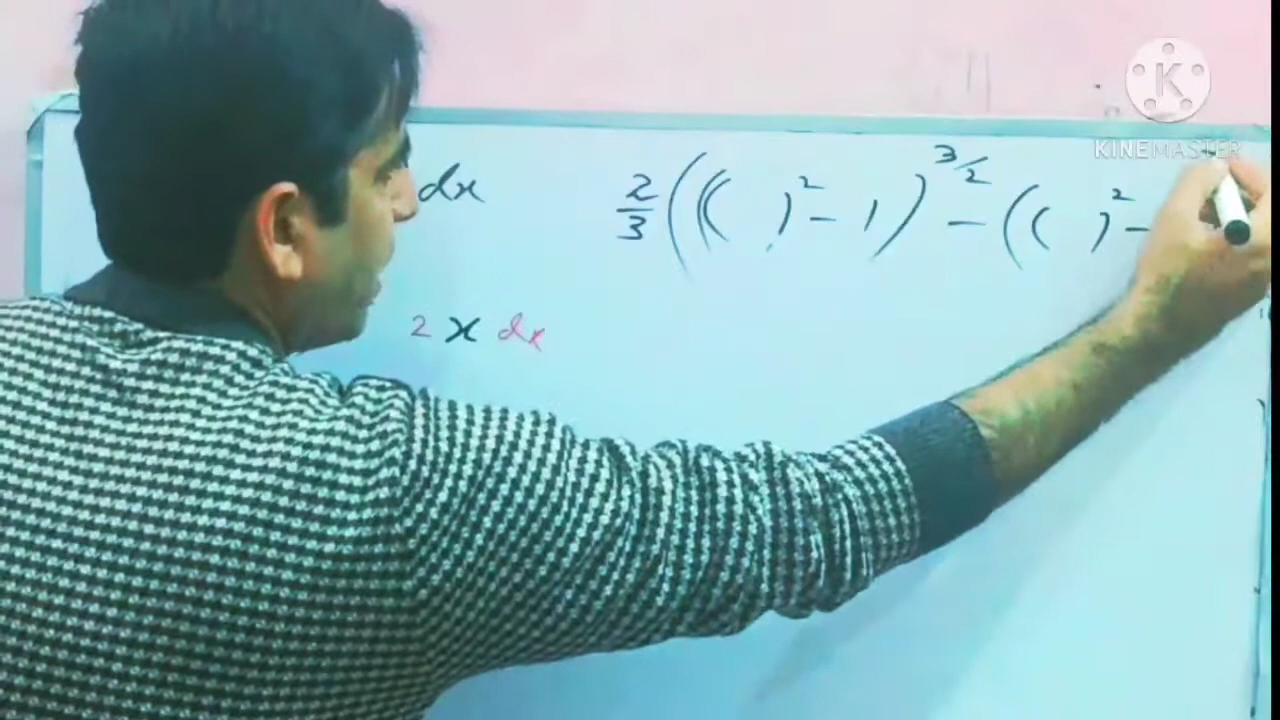 K
KINEMASTER
dx 2/3 (((  )² - 1)^3/2 - ((  )² -
2 x dx